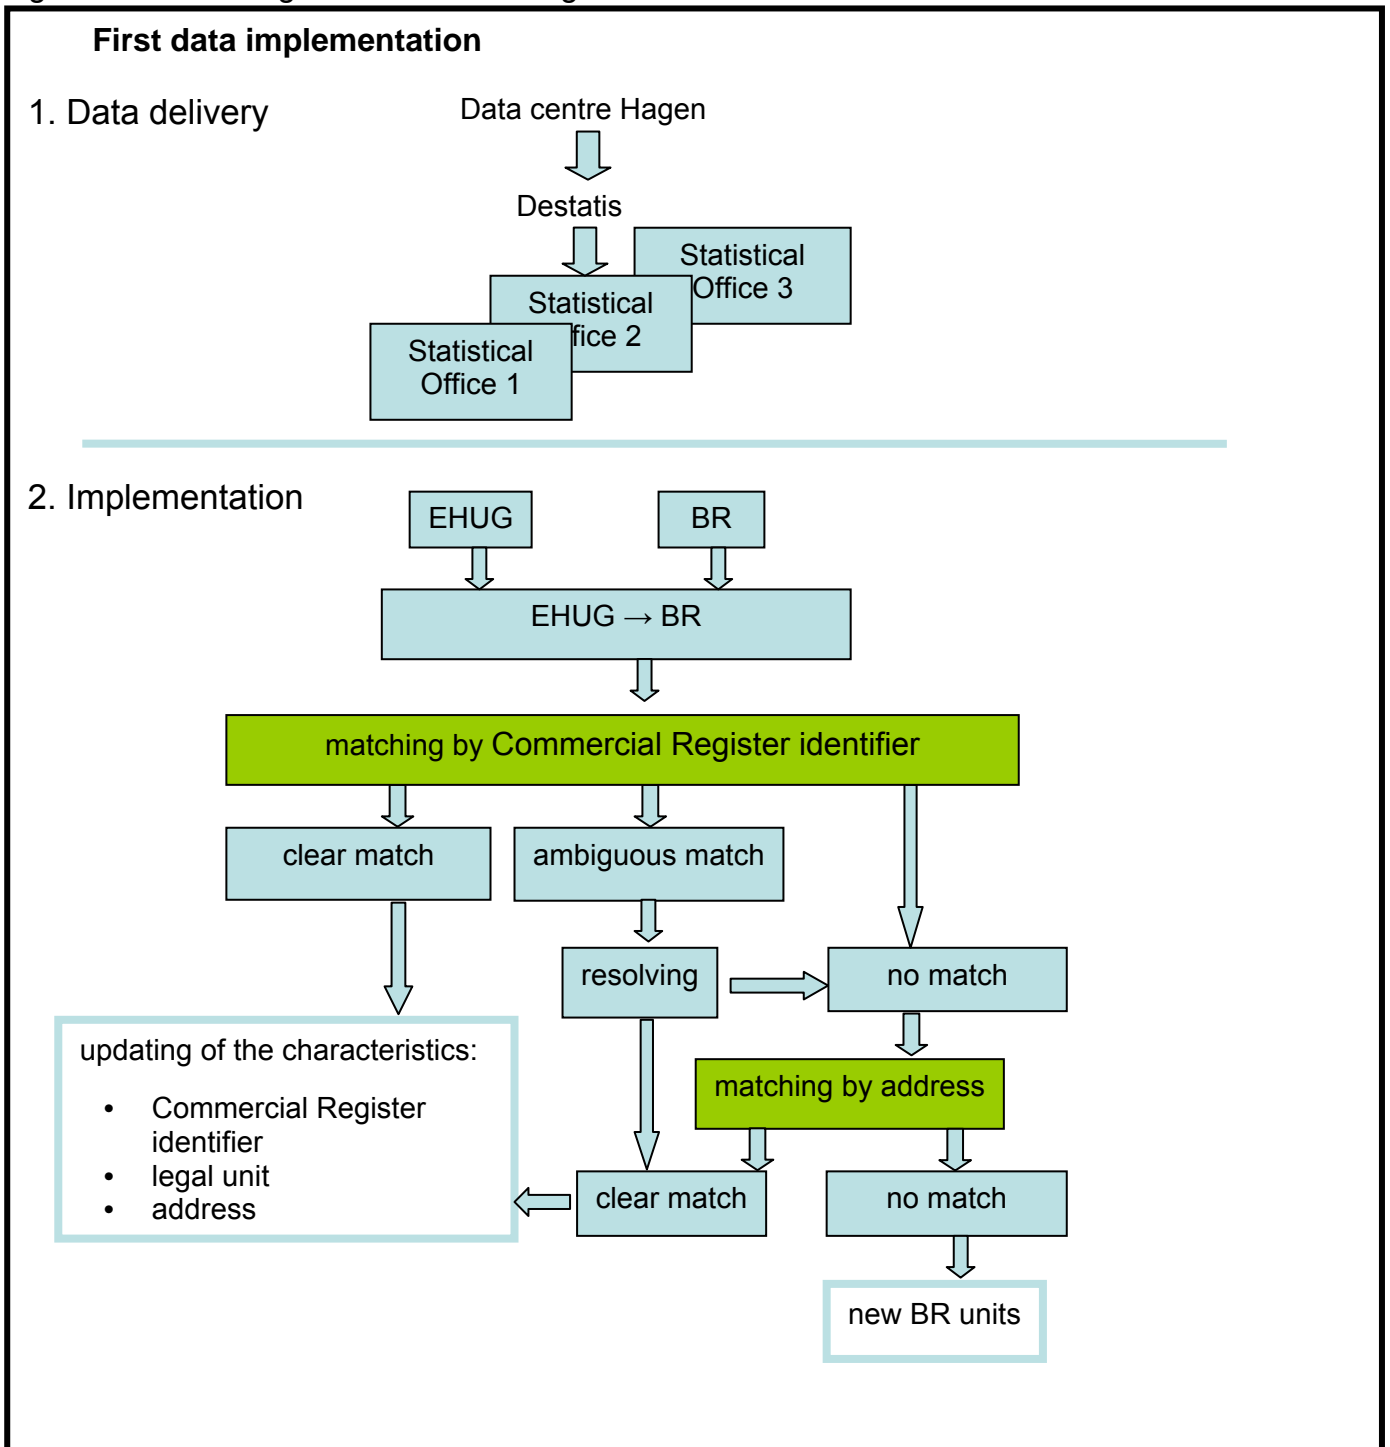 First data implementation
1. Data delivery
Data centre Hagen
Destatis
Statistical
Office 3
Statistical
fice 2
Statistical
Office 1
2. Implementation
EHUG
BR
EHUG → BR
matching by Commercial Register identifier
clear match
ambiguous match
resolving
no match
updating of the characteristics:
• Commercial Register
identifier
• legal unit
• address
matching by address
clear match
no match
new BR units